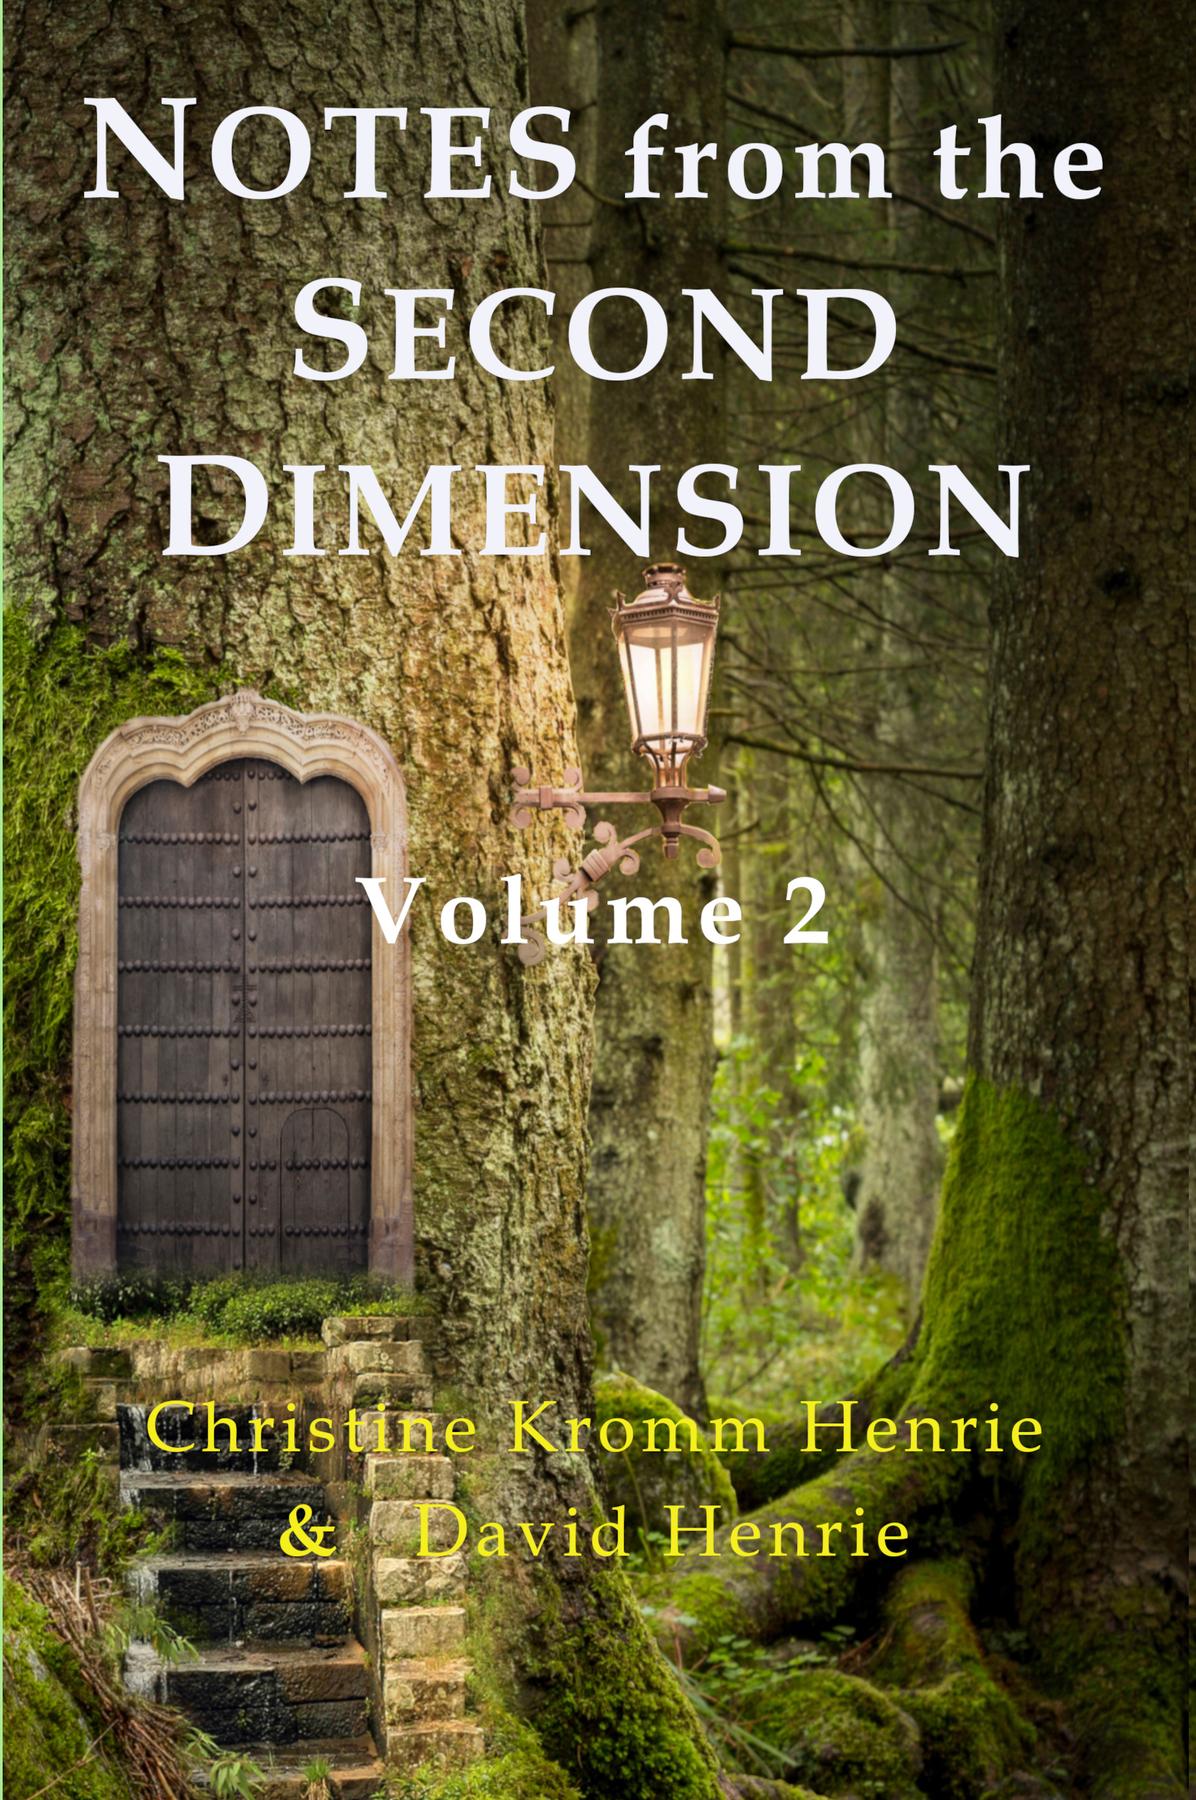 NOTES from the
SECOND
DIMENSION
Volume 2
Christine Kromm Henrie
& David Henrie